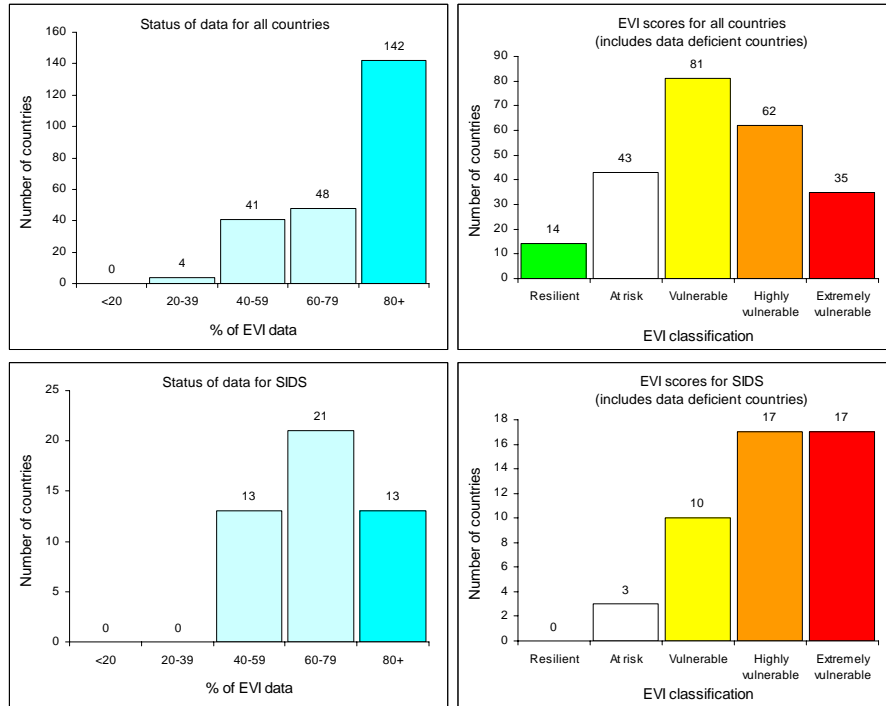 Status of data for all countries
Number of countries
160
140
120
100
80
60
40
20
0
0
4
41
48
142
<20 20-39 40-59 60-79 80+
% of EVI data
EVI scores for all countries
(includes data deficient countries)
Number of countries
90
80
70
60
50
40
30
20
10
0
14
43
81
62
35
Resilient At risk Vulnerable Highly Extremely
vulnerable vulnerable
EVI classification
Status of data for SIDS
Number of countries
25
20
15
10
5
0
0
0
13
21
13
<20 20-39 40-59 60-79 80+
% of EVI data
EVI scores for SIDS
(includes data deficient countries)
Number of countries
18
16
14
12
10
8
6
4
2
0
0
3
10
17
17
Resilient At risk Vulnerable Highly Extremely
vulnerable vulnerable
EVI classification